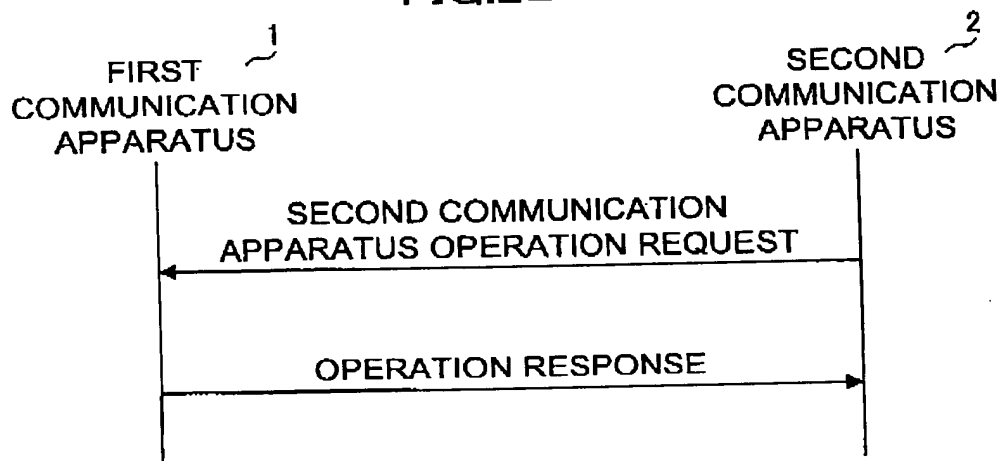 1
FIRST
COMMUNICATION
APPARATUS
2
SECOND
COMMUNICATION
APPARATUS
SECOND COMMUNICATION
APPARATUS OPERATION REQUEST
OPERATION RESPONSE